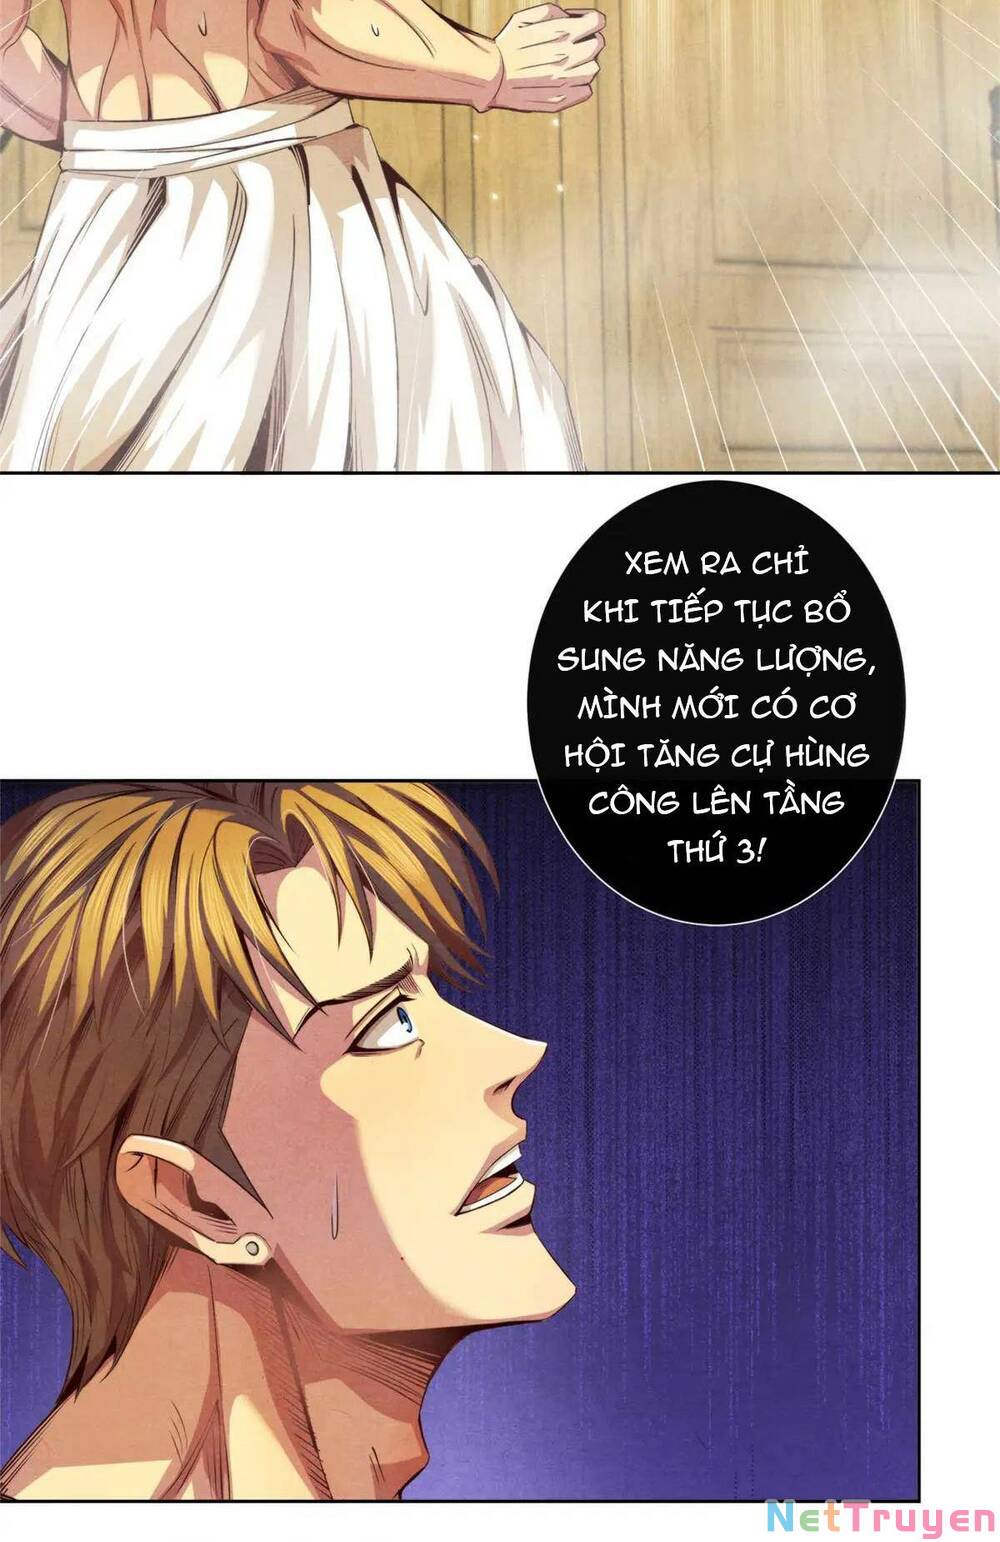 XEM RA CHỈ
KHI TIẾP TỤC BỔ
SUNG NĂNG LƯỢNG,
MÌNH MỚI CÓ CƠ
HỘI TĂNG CỰ HÙNG
CÔNG LÊN TẦNG
THỨ 3!
NETTRUYEN